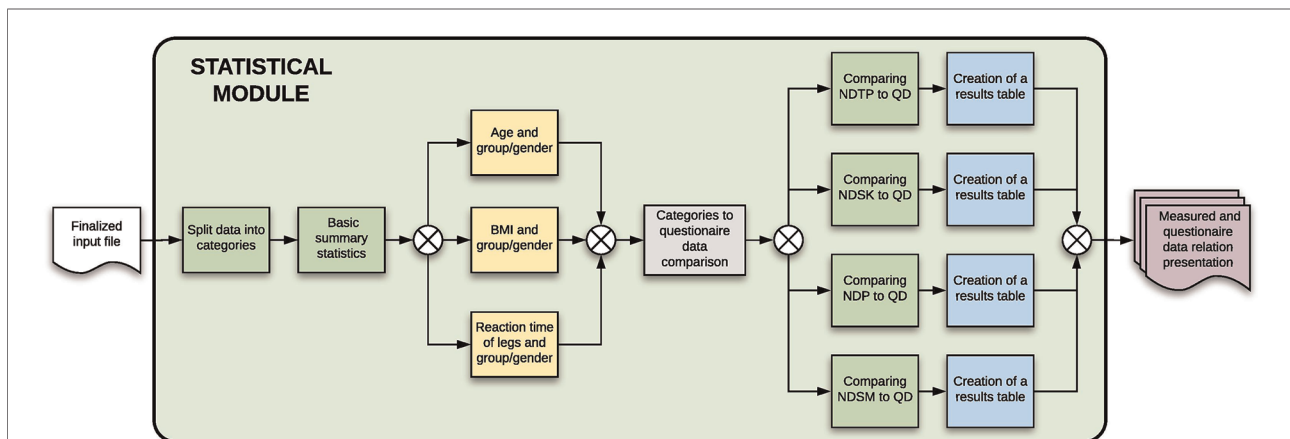 STATISTICAL
MODULE
Finalized
input file
Split data into
categories
Basic
summary
statistics
Age and
group/gender
BMI and
group/gender
Reaction time
of legs and
group/gender
Categories to
questionaire
data
comparison
Comparing
NDTP to QD
Creation of a
results table
Comparing
NDSK to QD
Creation of a
results table
Comparing
NDP to QD
Creation of a
results table
Comparing
NDSM to QD
Creation of a
results table
Measured and
questionaire
data relation
presentation